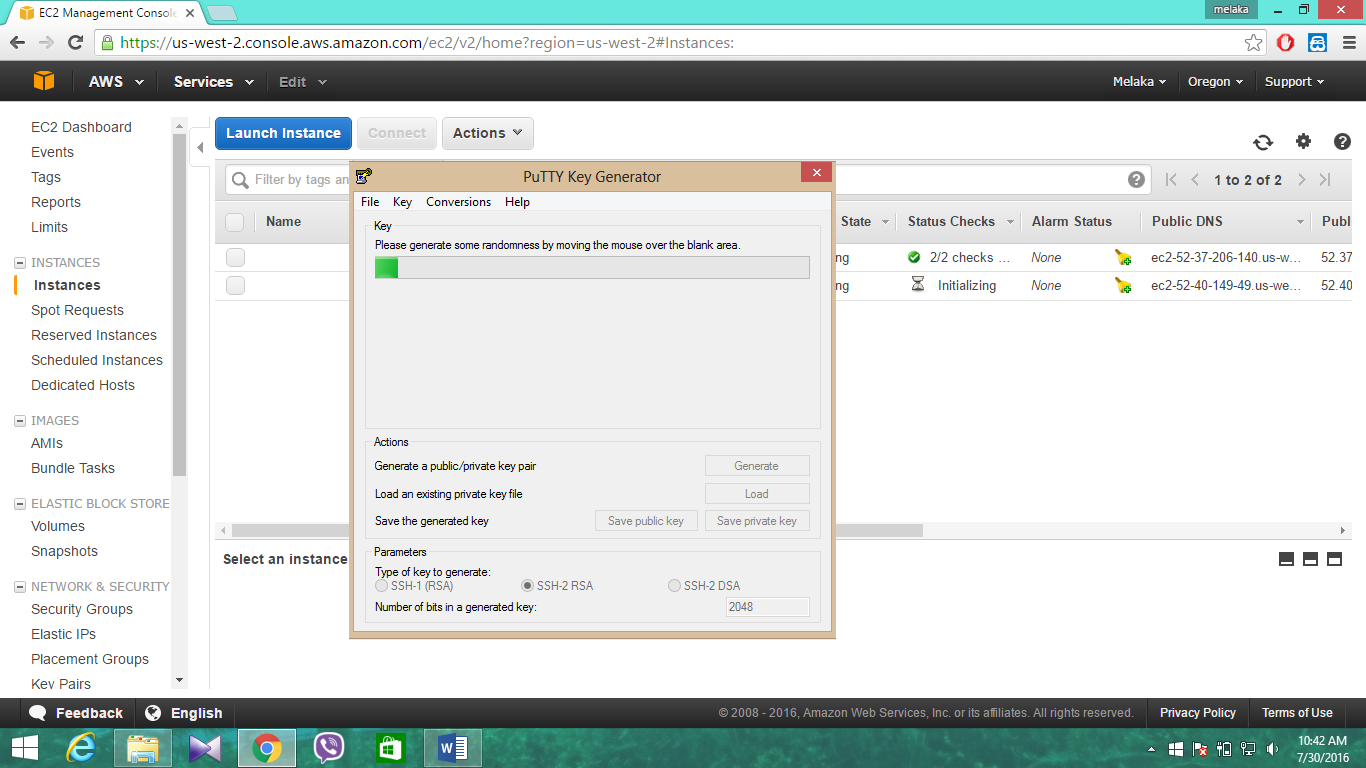 EC2 Management Console
melaka
https://us-west-2.console.aws.amazon.com/ec2/v2/home?region=us-west-2#Instances:
AWS Services Edit Melaka Oregon Support
EC2 Dashboard
Events
Tags
Reports
Limits
INSTANCES
Instances
Spot Requests
Reserved Instances
Scheduled Instances
Dedicated Hosts
IMAGES
AMIs
Bundle Tasks
ELASTIC BLOCK STORE
Volumes
Snapshots
NETWORK & SECURITY
Security Groups
Elastic IPs
Placement Groups
Key Pairs
Launch Instance Connect Actions
Filter by tags an
1 to 2 of 2
Name State Status Checks Alarm Status Public DNS Publ
ng 2/2 checks ... None ec2-52-37-206-140.us-w... 52.37
ng Initializing None ec2-52-40-149-49.us-we... 52.40
Select an instance
PuTTY Key Generator
File Key Conversions Help
Key
Please generate some randomness by moving the mouse over the blank area.
Actions
Generate a public/private key pair Generate
Load an existing private key file Load
Save the generated key Save public key Save private key
Parameters
Type of key to generate:
SSH-1 (RSA) SSH-2 RSA SSH-2 DSA
Number of bits in a generated key: 2048
Feedback English © 2008 - 2016, Amazon Web Services, Inc. or its affiliates. All rights reserved. Privacy Policy Terms of Use
10:42 AM
7/30/2016